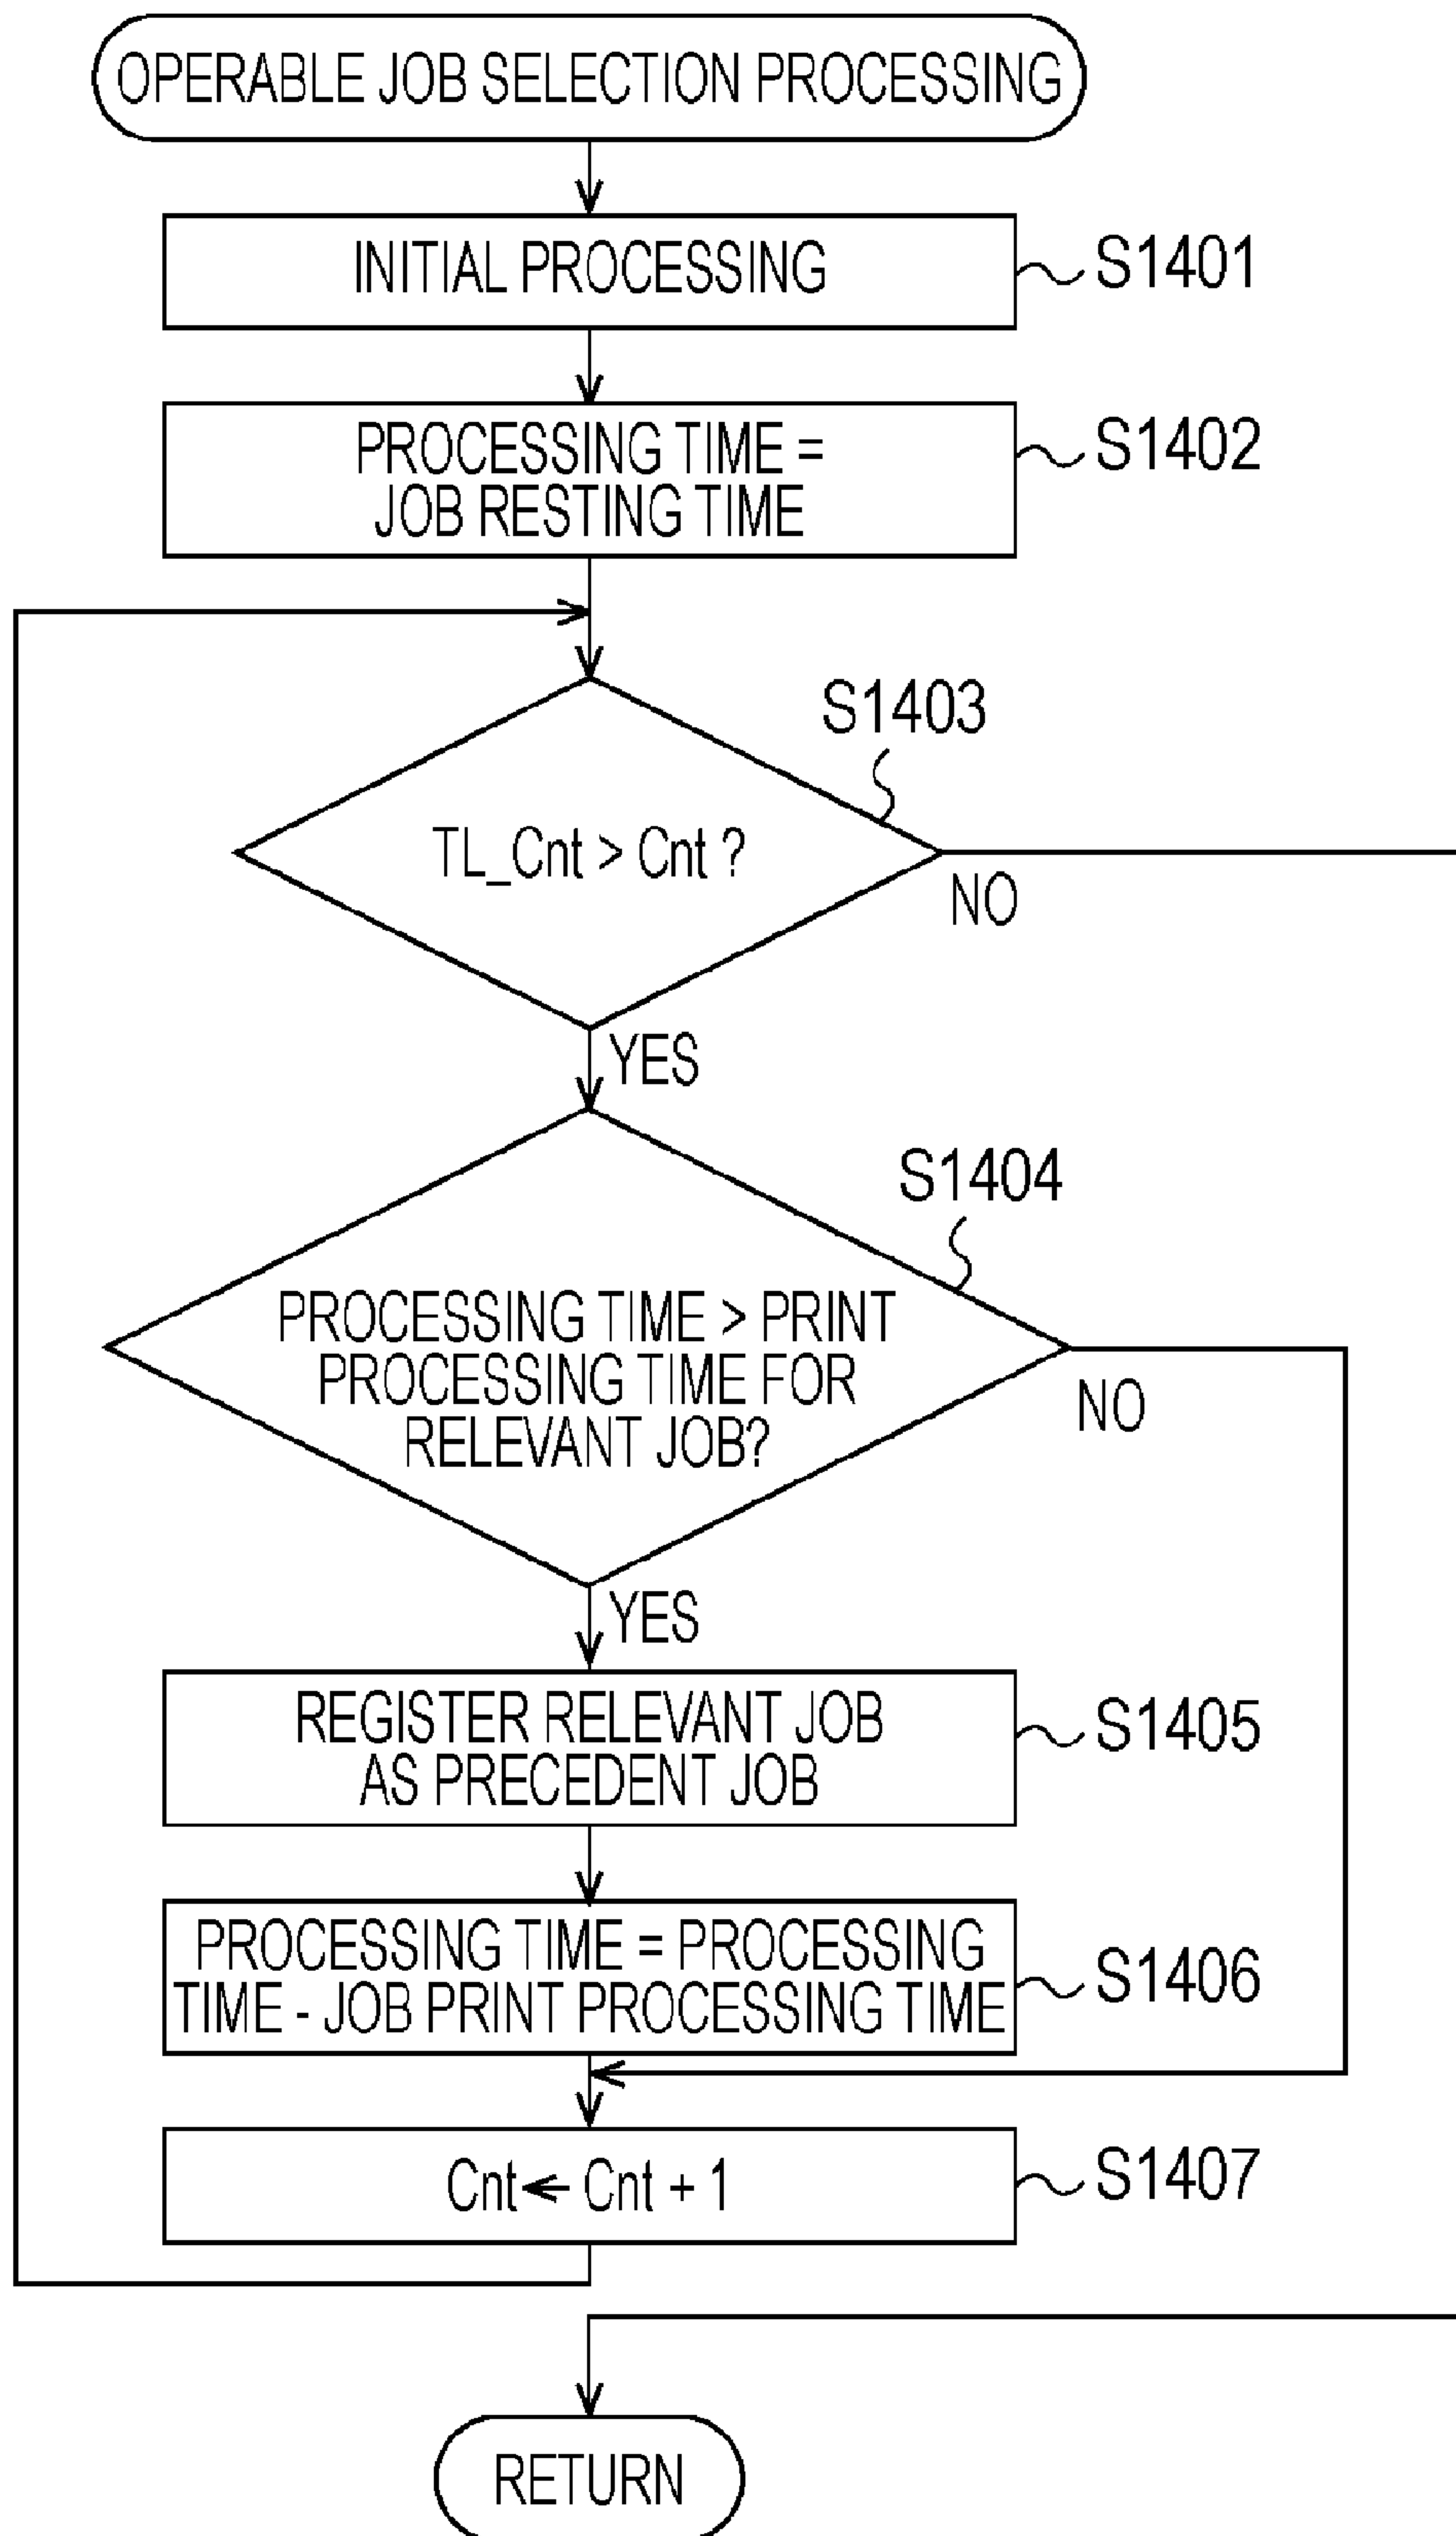 OPERABLE JOB SELECTION PROCESSING
INITIAL PROCESSING
S1401
PROCESSING TIME =
JOB RESTING TIME
S1402
S1403
TL_Cnt > Cnt ?
NO
YES
S1404
PROCESSING TIME > PRINT
PROCESSING TIME FOR
RELEVANT JOB?
NO
YES
REGISTER RELEVANT JOB
AS PRECEDENT JOB
S1405
PROCESSING TIME = PROCESSING
TIME - JOB PRINT PROCESSING TIME
S1406
Cnt ← Cnt + 1
S1407
RETURN